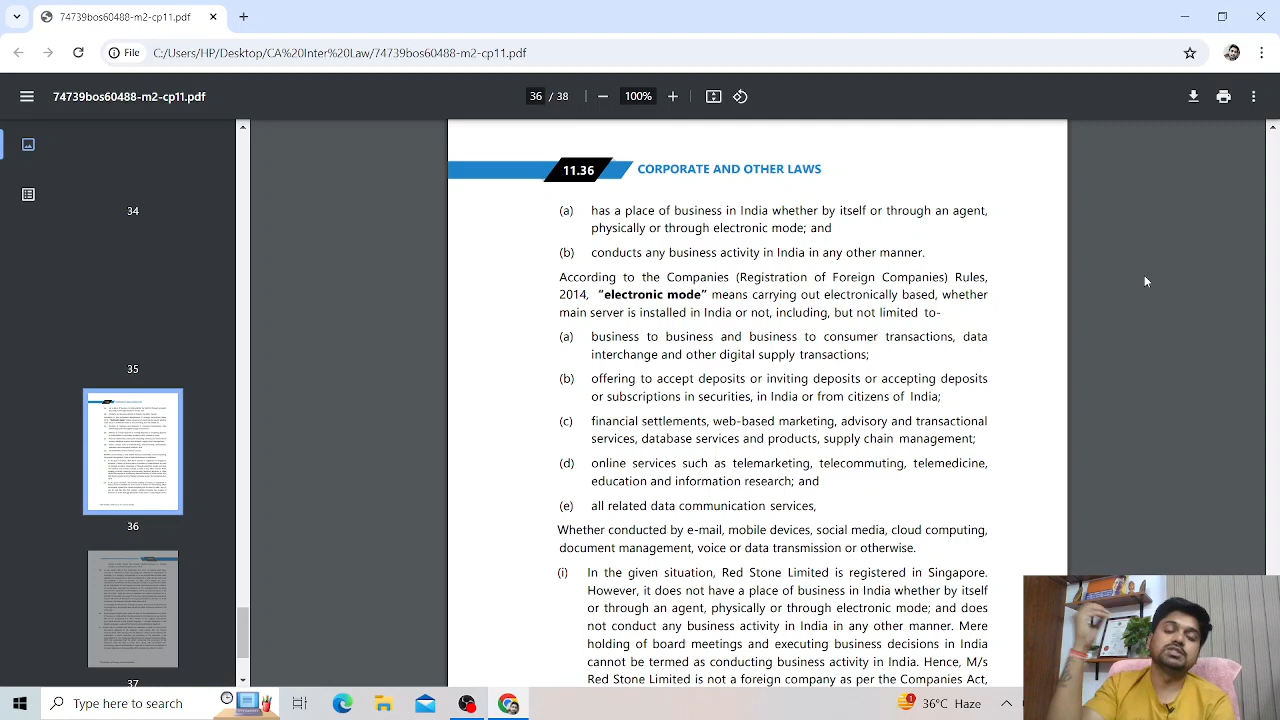 74739bos60488-m2-cp11.pdf
File
C:/Users/HP/Desktop/CA%20Inter%20Law/74739bos60488-m2-cp11.pdf
74739bos60488-m2-cp11.pdf
36 / 38
100%
34
35
36
37
11.36
CORPORATE AND OTHER LAWS
(a) has a place of business in India whether by itself or through an agent,
physically or through electronic mode; and
(b) conducts any business activity in India in any other manner.
According to the Companies (Registration of Foreign Companies) Rules,
2014, "electronic mode" means carrying out electronically based, whether
main server is installed in India or not, including, but not limited to-
(a) business to business and business to consumer transactions, data
interchange and other digital supply transactions;
(b) offering to accept deposits or inviting deposits or accepting deposits
or subscriptions in securities, in India or from citizens of India;
financial settlements, web-based marketing, advisory and transactional
services, database services and products, supply chain management;
online services such as telemarketing, telecommuting, telemedicine,
education and information research;
(e) all related data communication services,
Whether conducted by e-mail, mobile devices, social media, cloud computing,
document management, voice or data transmission or otherwise.
(i) In the given situation, Red Stone Limited is registered in Singapore.
However, it does not have a place of business in India whether by itself
or through an agent, physically or through electronic mode; and does
not conduct any business activity in India in any other manner. Mere
holding of board meetings and executing business decisions in India
cannot be termed as conducting business activity in India. Hence, M/s
Red Stone Limited is not a foreign company as per the Companies Act,
Type here to search
1
36° Haze